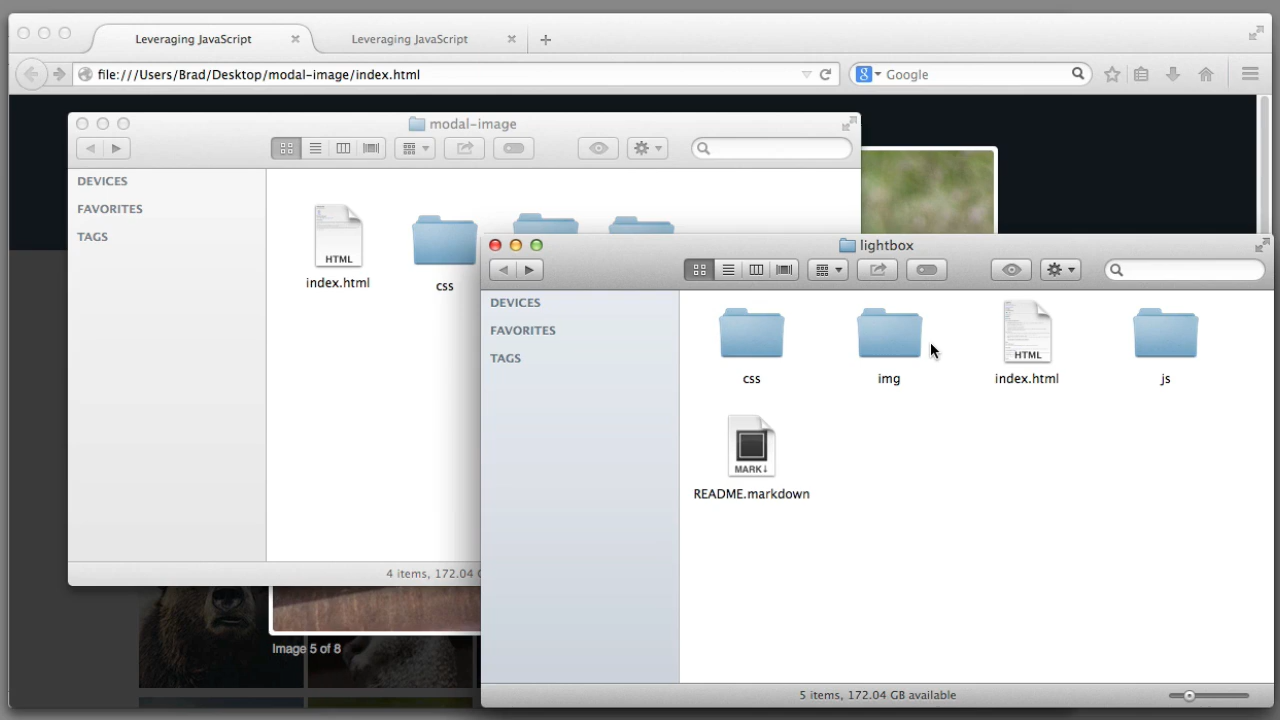 Leveraging JavaScript
Leveraging JavaScript
file:///Users/Brad/Desktop/modal-image/index.html
Google
modal-image
DEVICES
FAVORITES
TAGS
HTML
index.html
css
4 items, 172.04 G
lightbox
DEVICES
FAVORITES
TAGS
css
img
HTML
index.html
js
MARK↓
README.markdown
5 items, 172.04 GB available
Image 5 of 8